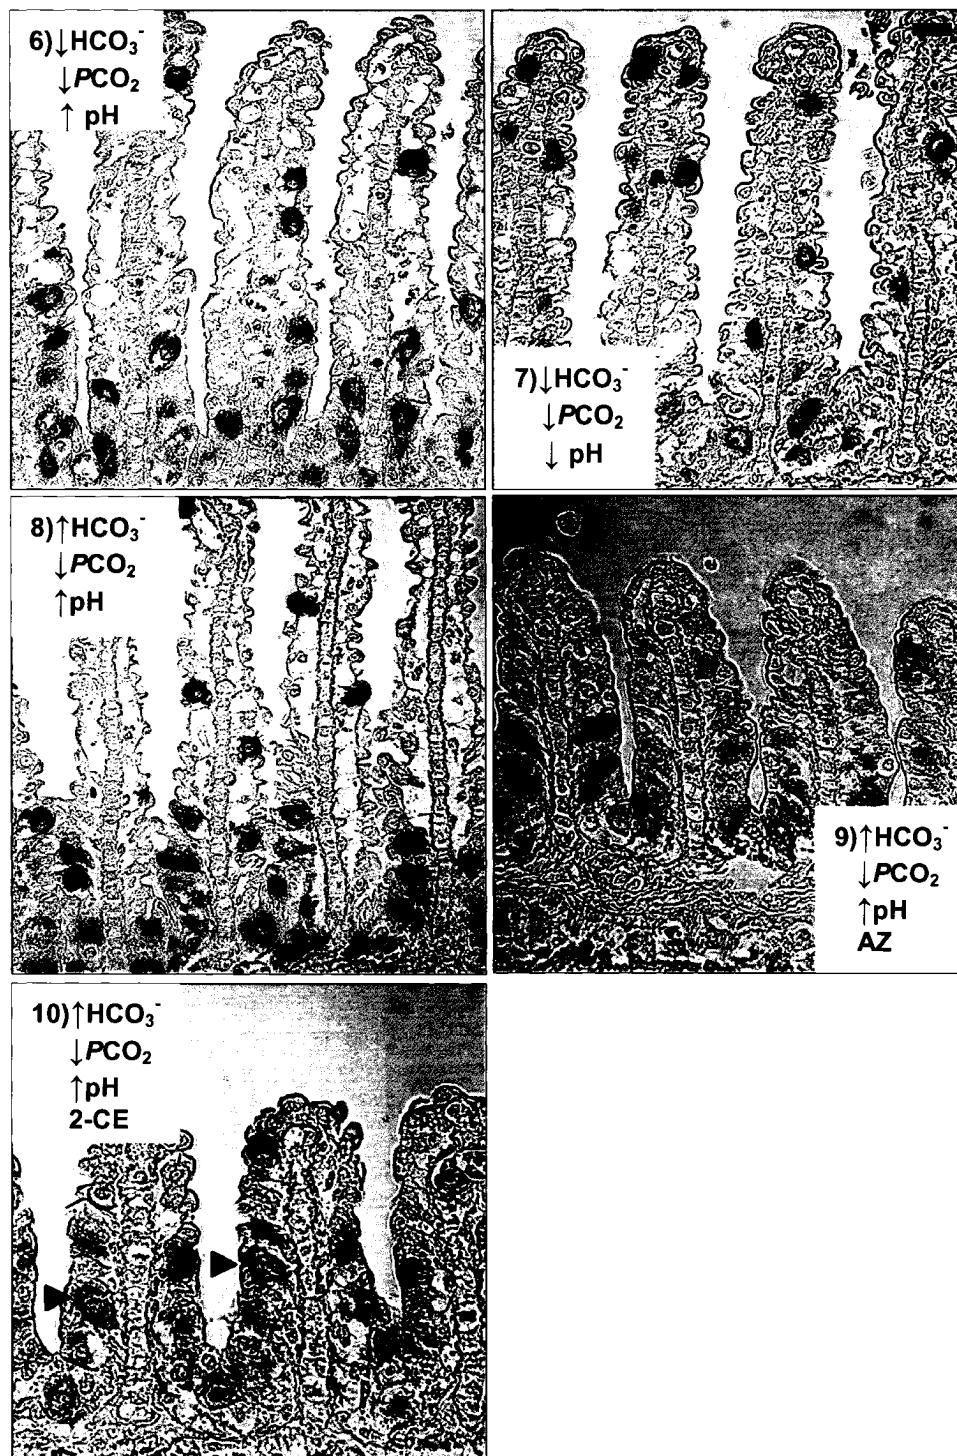 6)↓HCO₃⁻
↓PCO₂
↑ pH
7)↓HCO₃⁻
↓PCO₂
↓ pH
8)↑HCO₃⁻
↓PCO₂
↑pH
9)↑HCO₃⁻
↓PCO₂
↑pH
AZ
10)↑HCO₃⁻
↓PCO₂
↑pH
2-CE